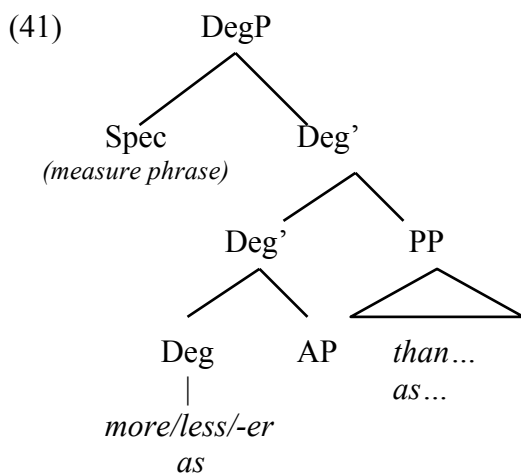 (41) DegP
Spec Deg’
(measure phrase)
Deg’ PP
Deg AP than…
as…
more/less/-er
as